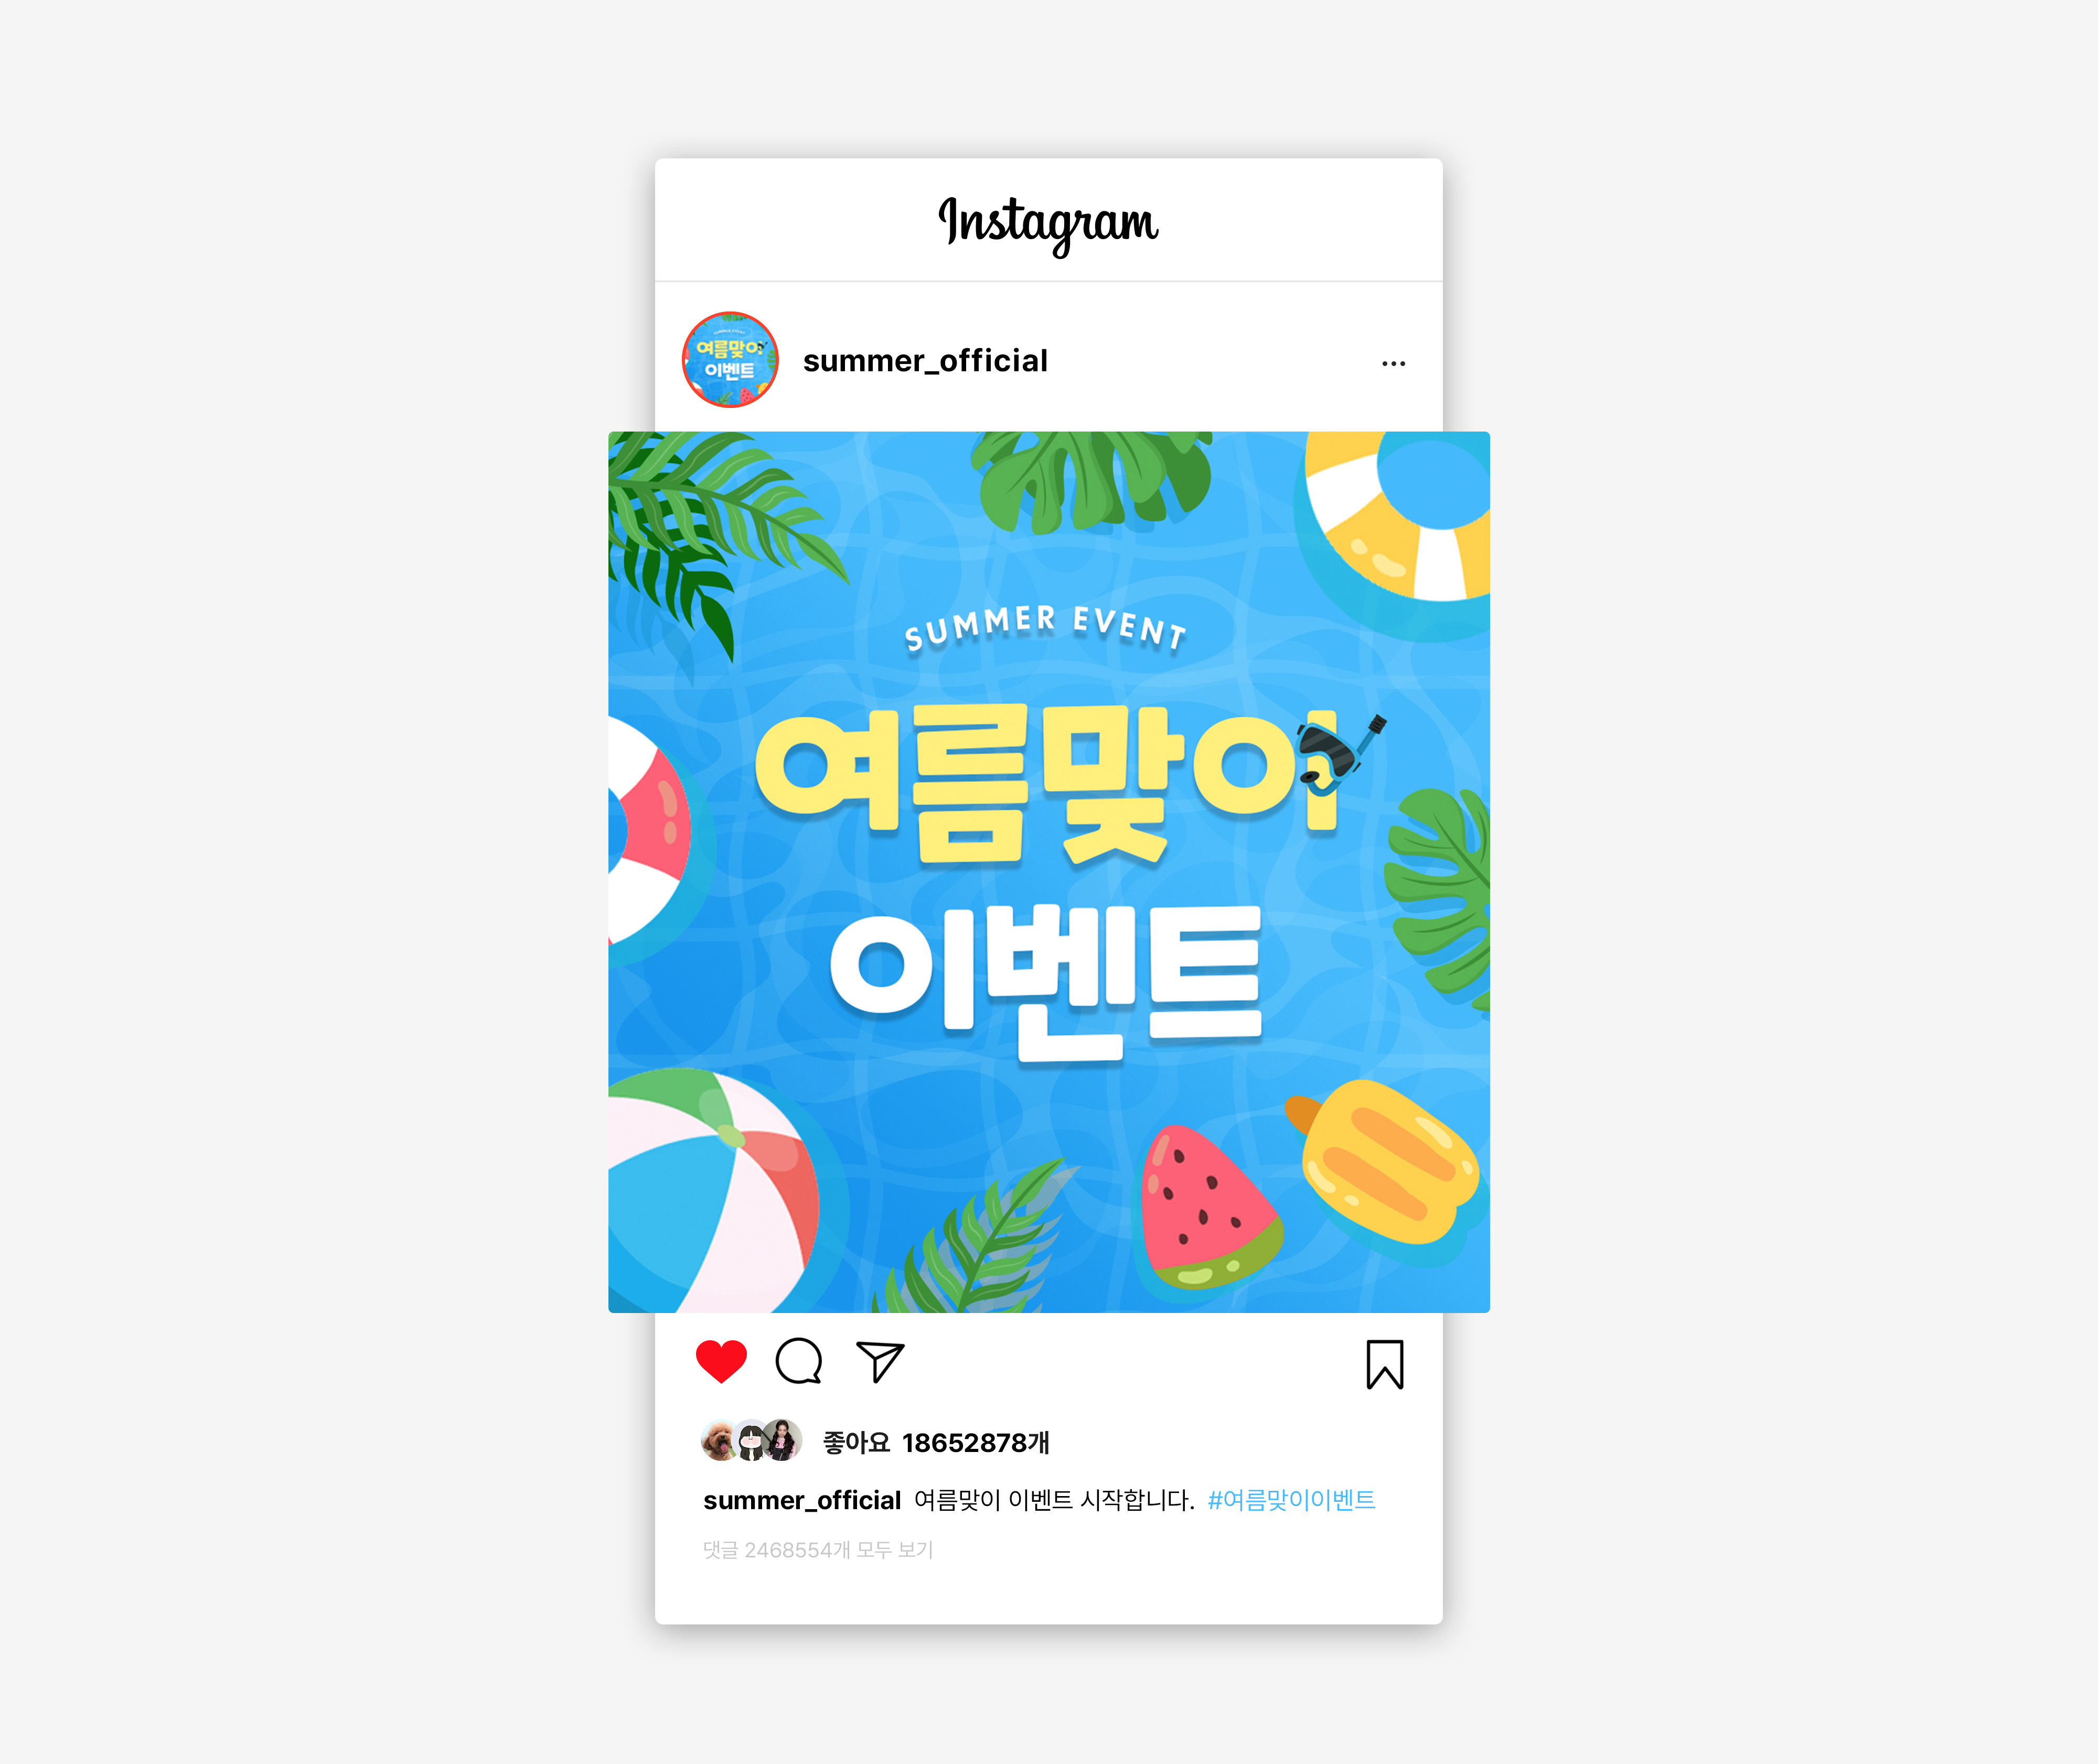 Instagram
summer_official
SUMMER EVENT
여름맞이
이벤트
SUMMER EVENT
여름맞이
이벤트
좋아요 18652878개
summer_official 여름맞이 이벤트 시작합니다. #여름맞이이벤트
댓글 2468554개 모두 보기